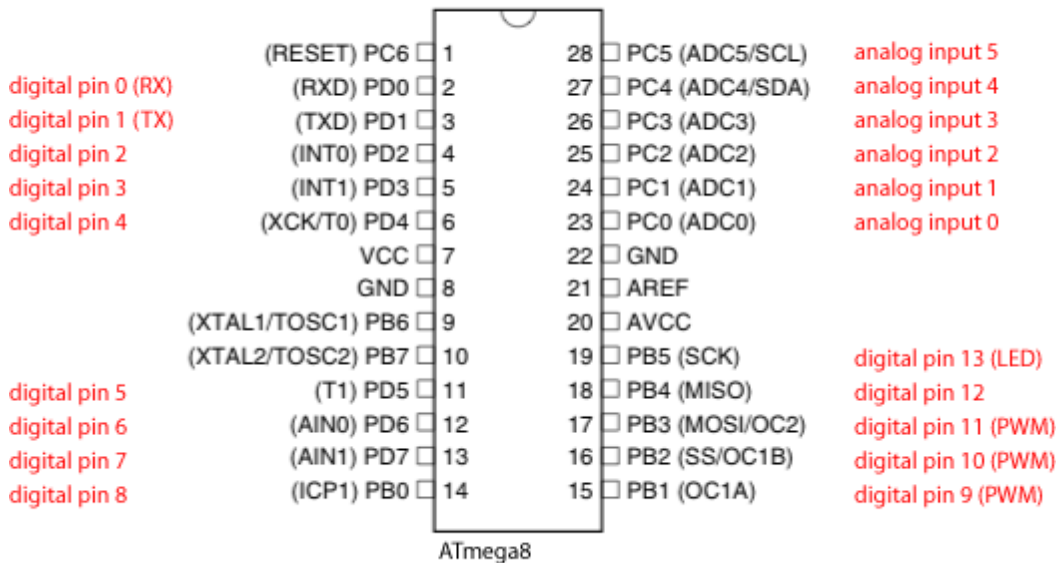 (RESET) PC6 1 28 PC5 (ADC5/SCL) analog input 5
digital pin 0 (RX) (RXD) PD0 2 27 PC4 (ADC4/SDA) analog input 4
digital pin 1 (TX) (TXD) PD1 3 26 PC3 (ADC3) analog input 3
digital pin 2 (INT0) PD2 4 25 PC2 (ADC2) analog input 2
digital pin 3 (INT1) PD3 5 24 PC1 (ADC1) analog input 1
digital pin 4 (XCK/T0) PD4 6 23 PC0 (ADC0) analog input 0
VCC 7 22 GND
GND 8 21 AREF
(XTAL1/TOSC1) PB6 9 20 AVCC
(XTAL2/TOSC2) PB7 10 19 PB5 (SCK) digital pin 13 (LED)
digital pin 5 (T1) PD5 11 18 PB4 (MISO) digital pin 12
digital pin 6 (AIN0) PD6 12 17 PB3 (MOSI/OC2) digital pin 11 (PWM)
digital pin 7 (AIN1) PD7 13 16 PB2 (SS/OC1B) digital pin 10 (PWM)
digital pin 8 (ICP1) PB0 14 15 PB1 (OC1A) digital pin 9 (PWM)
ATmega8